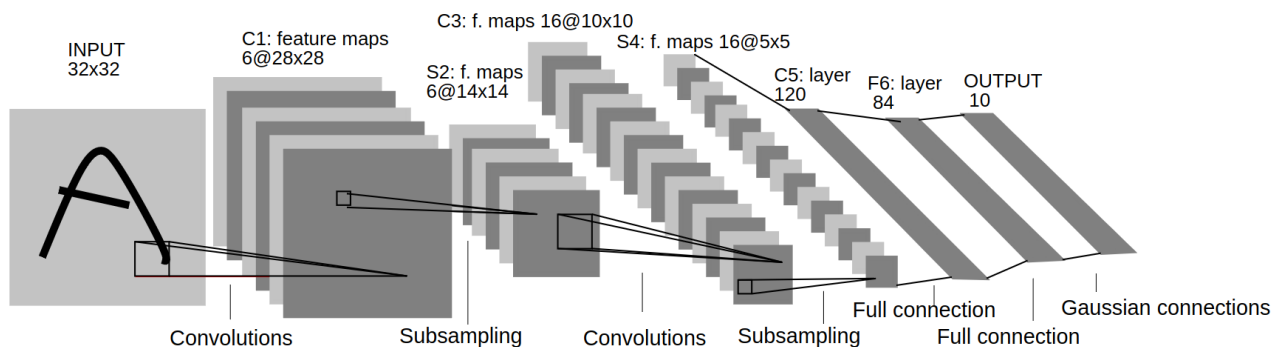 INPUT
32x32
C1: feature maps
6@28x28
S2: f. maps
6@14x14
C3: f. maps 16@10x10
S4: f. maps 16@5x5
C5: layer
120
F6: layer
84
OUTPUT
10
Convolutions
Subsampling
Convolutions
Subsampling
Full connection
Full connection
Gaussian connections